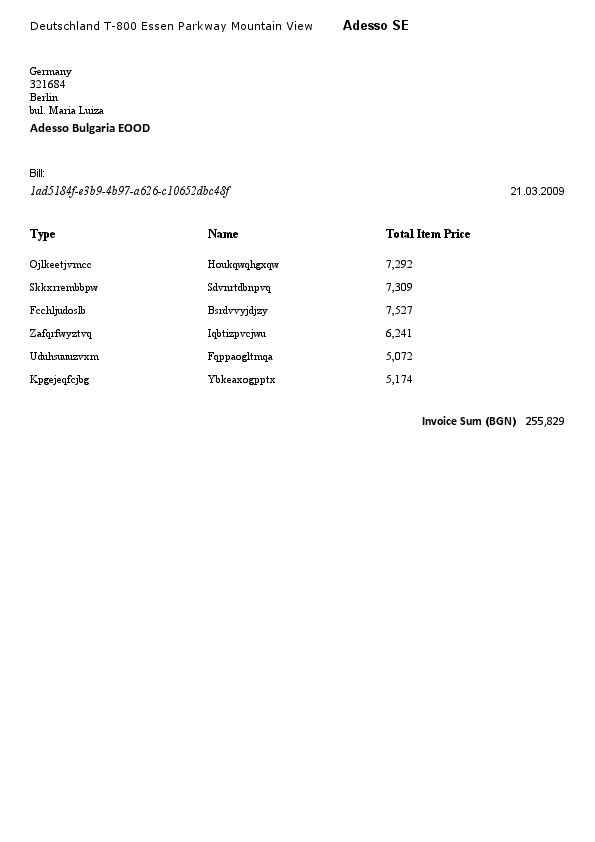 Deutschland T-800 Essen Parkway Mountain View Adesso SE
Germany
321684
Berlin
bul. Maria Luiza
Adesso Bulgaria EOOD
Bill:
1ad5184f-e3b9-4b97-a626-c10652dbc48f 21.03.2009
Type Name Total Item Price
Ojlkeetjvmcc Houkqwqhgxqw 7,292
Skkxrrembbpw Sdvnrtdbnpvq 7,309
Fcchljudoslb Bsrdvvyjdjzy 7,527
Zafqrfwyztvq Iqbtizpvcjwu 6,241
Uduhsuuuzvxm Fqppaogltmqa 5,072
Kpgejeqfcjbg Ybkeaxogpptx 5,174
Invoice Sum (BGN) 255,829